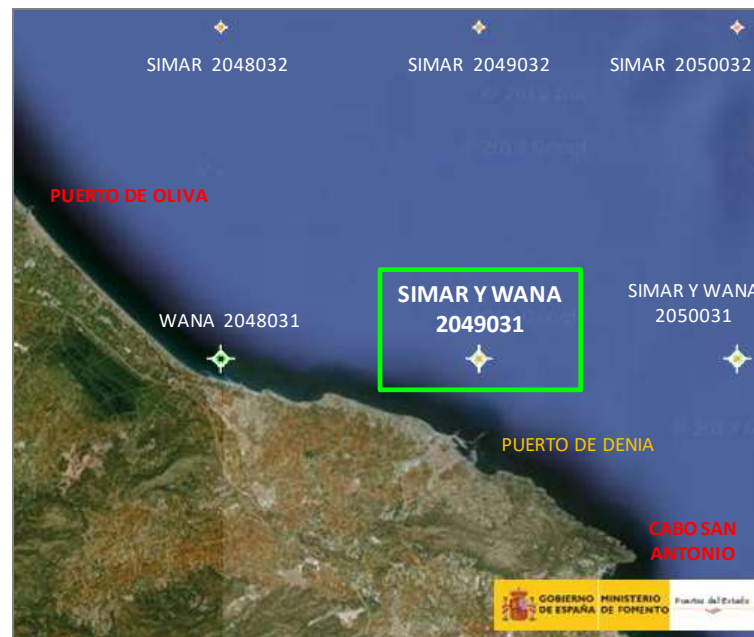 SIMAR 2048032
SIMAR 2049032
SIMAR 2050032
PUERTO DE OLIVA
WANA 2048031
SIMAR Y WANA
2049031
SIMAR Y WANA
2050031
PUERTO DE DENIA
CABO SAN
ANTONIO
GOBIERNO
DE ESPAÑA
MINISTERIO
DE FOMENTO
Puertos del Estado